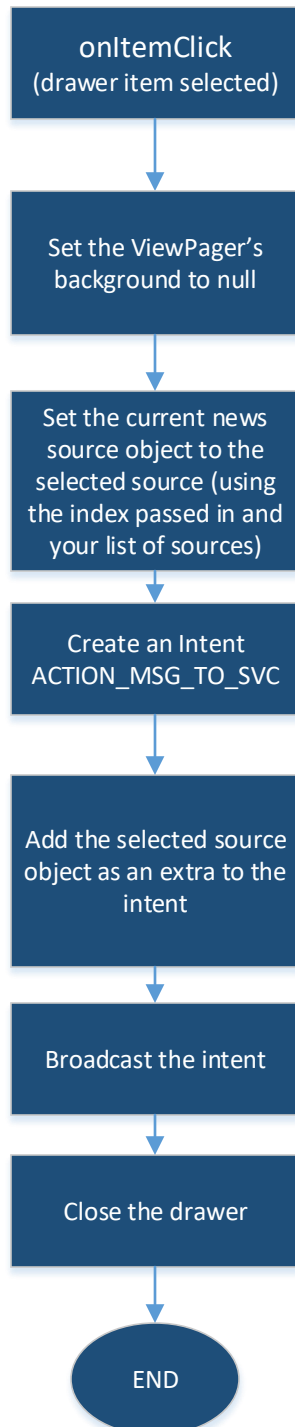 onItemClick
(drawer item selected)
Set the ViewPager’s
background to null
Set the current news
source object to the
selected source (using
the index passed in and
your list of sources)
Create an Intent
ACTION_MSG_TO_SVC
Add the selected source
object as an extra to the
intent
Broadcast the intent
Close the drawer
END